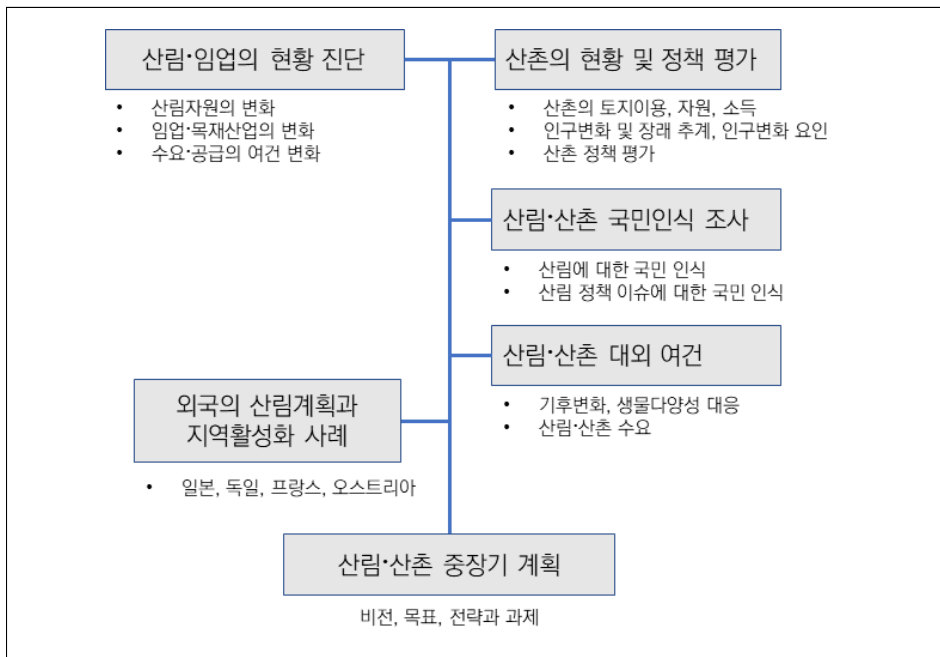 산림·임업의 현황 진단
• 산림자원의 변화
• 임업·목재산업의 변화
• 수요·공급의 여건 변화
산촌의 현황 및 정책 평가
• 산촌의 토지이용, 자원, 소득
• 인구변화 및 장래 추계, 인구변화 요인
• 산촌 정책 평가
산림·산촌 국민인식 조사
• 산림에 대한 국민 인식
• 산림 정책 이슈에 대한 국민 인식
산림·산촌 대외 여건
• 기후변화, 생물다양성 대응
• 산림·산촌 수요
외국의 산림계획과
지역활성화 사례
• 일본, 독일, 프랑스, 오스트리아
산림·산촌 중장기 계획
비전, 목표, 전략과 과제